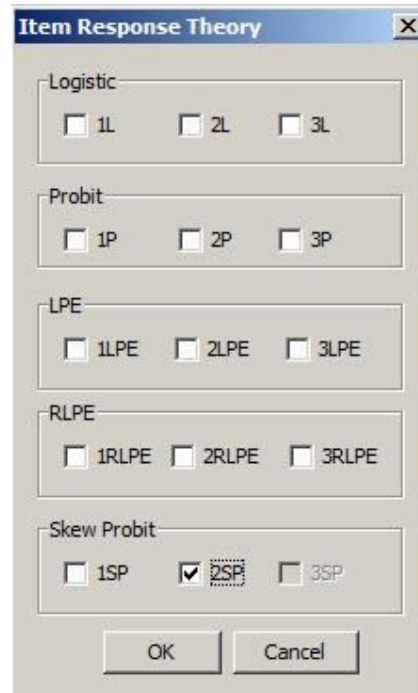 Item Response Theory
Logistic
1L 2L 3L
Probit
1P 2P 3P
LPE
1LPE 2LPE 3LPE
RLPE
1RLPE 2RLPE 3RLPE
Skew Probit
1SP 2SP 3SP
OK Cancel